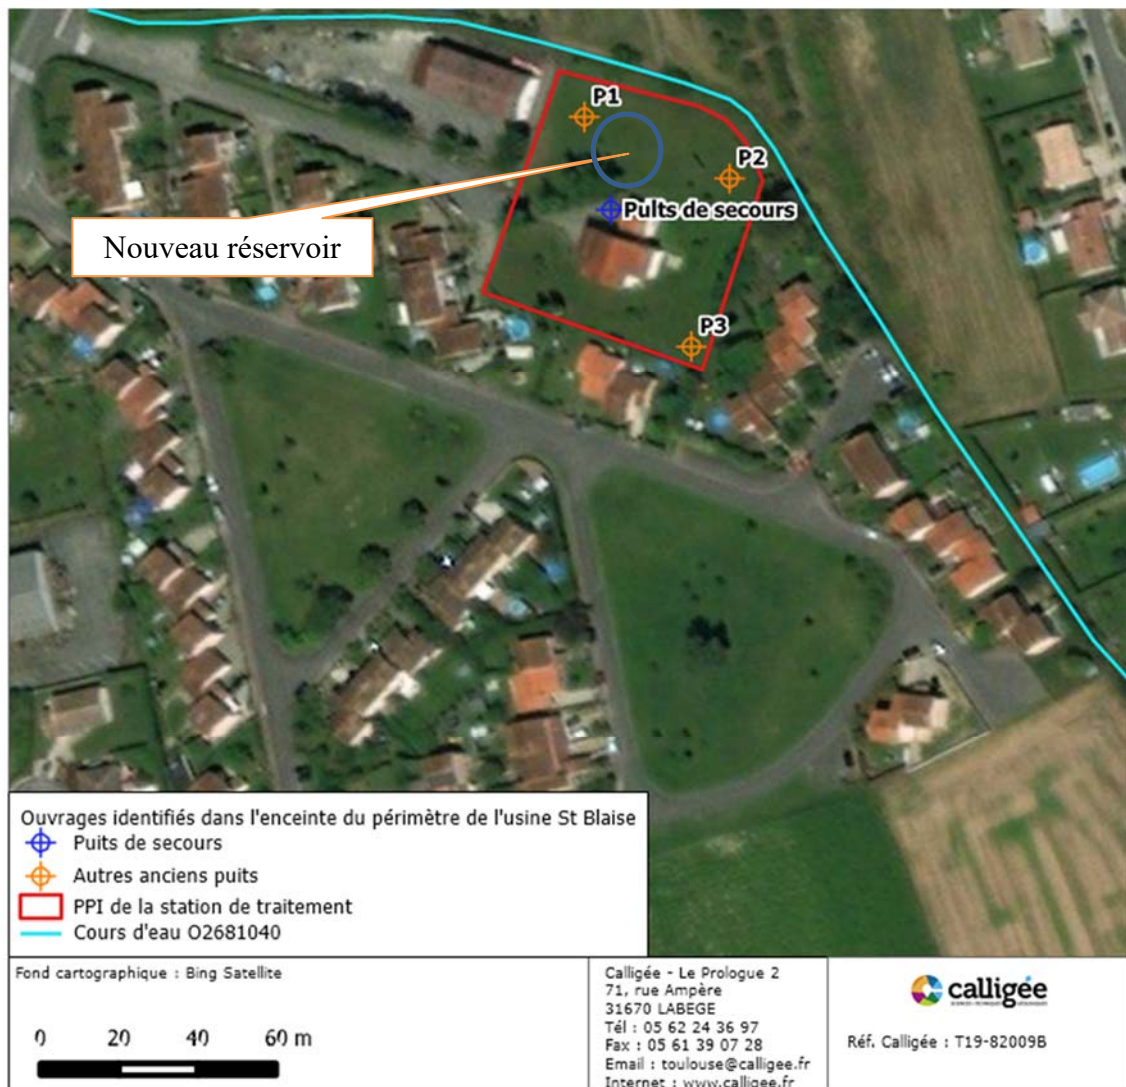 P1
P2
Puits de secours
Nouveau réservoir
P3
Ouvrages identifiés dans l'enceinte du périmètre de l'usine St Blaise
Puits de secours
Autres anciens puits
PPI de la station de traitement
Cours d'eau O2681040
Fond cartographique : Bing Satellite
0 20 40 60 m
Calligée - Le Prologue 2
71, rue Ampère
31670 LABEGE
Tél : 05 62 24 36 97
Fax : 05 61 39 07 28
Email : toulouse@calligee.fr
Internet : www.calligee.fr
calligée
Réf. Calligée : T19-82009B